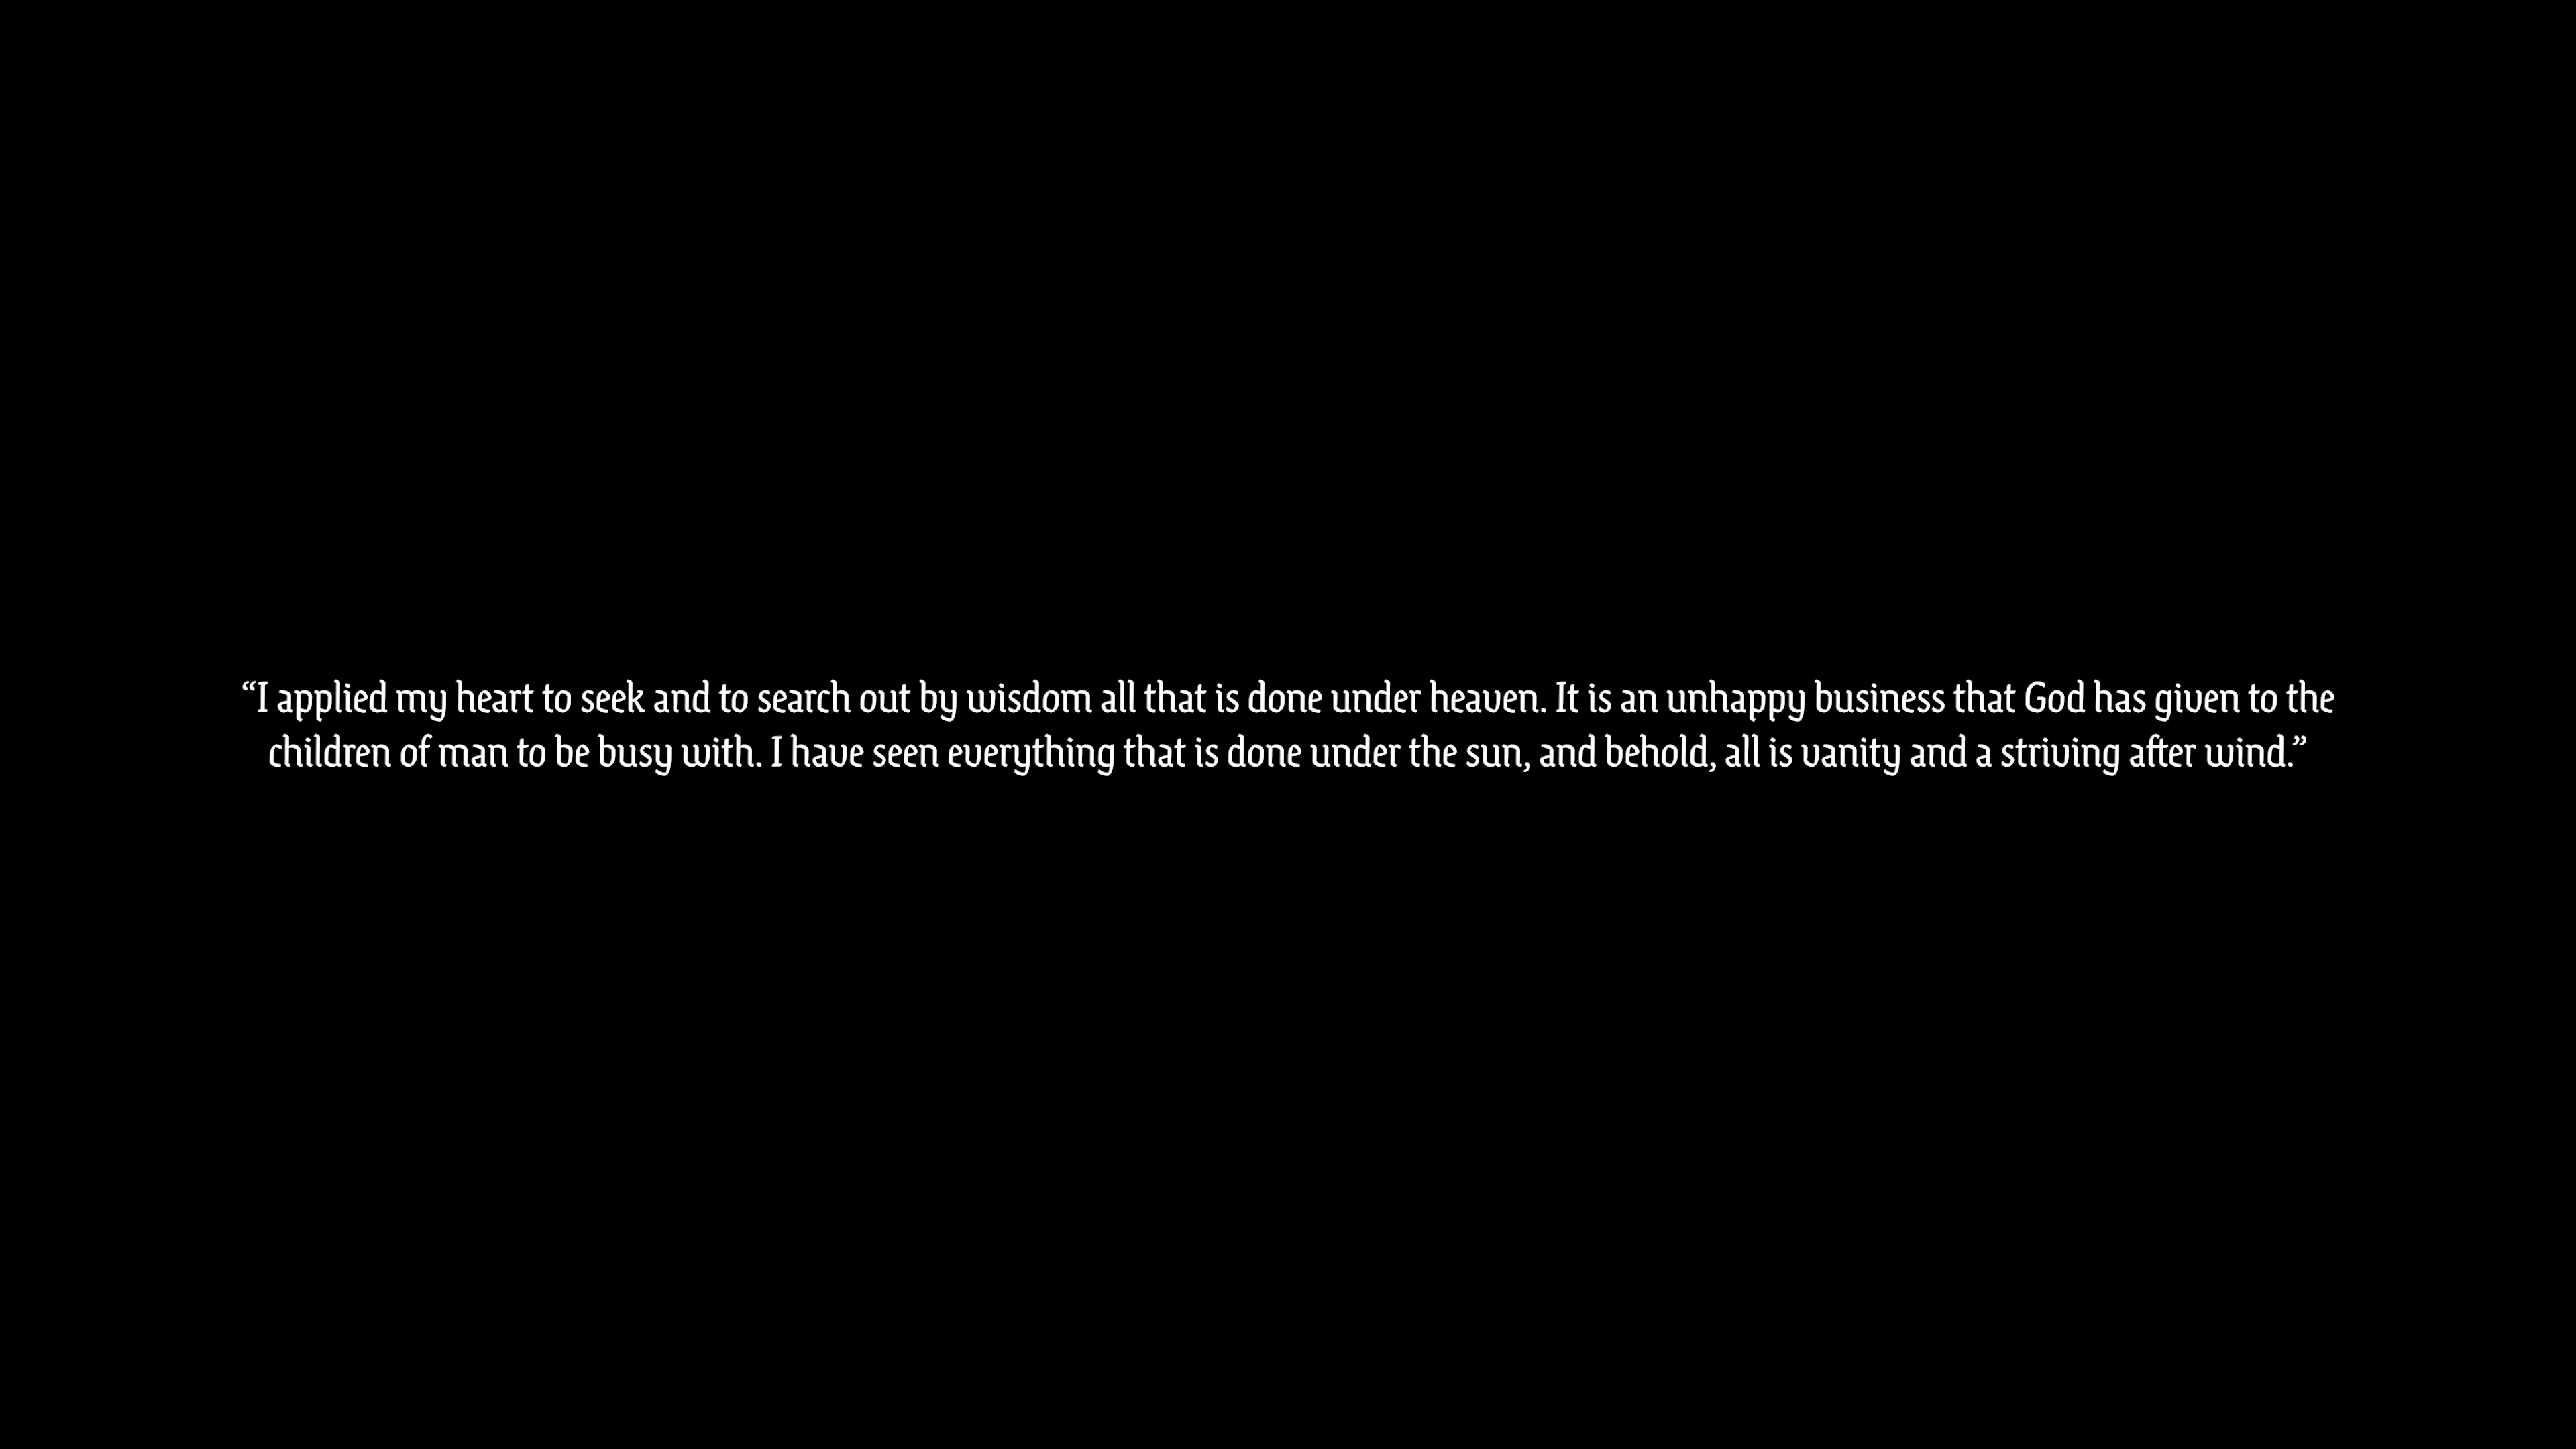 “I applied my heart to seek and to search out by wisdom all that is done under heaven. It is an unhappy business that God has given to the
children of man to be busy with. I have seen everything that is done under the sun, and behold, all is vanity and a striving after wind.”